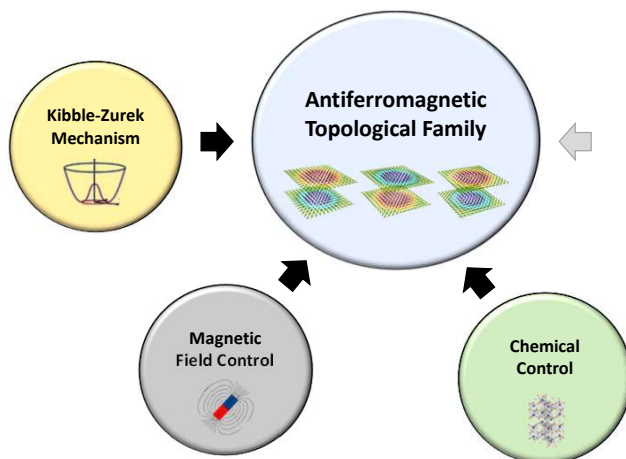 Antiferromagnetic
Topological Family
Kibble-Zurek
Mechanism
Magnetic
Field Control
Chemical
Control